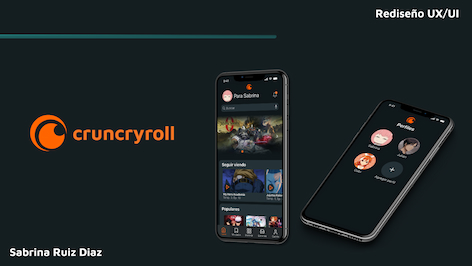 Rediseño UX/UI
cruncryroll
Para Sabrina
Seguir viendo
Populares
Perfiles
Sabrina Ruiz Diaz